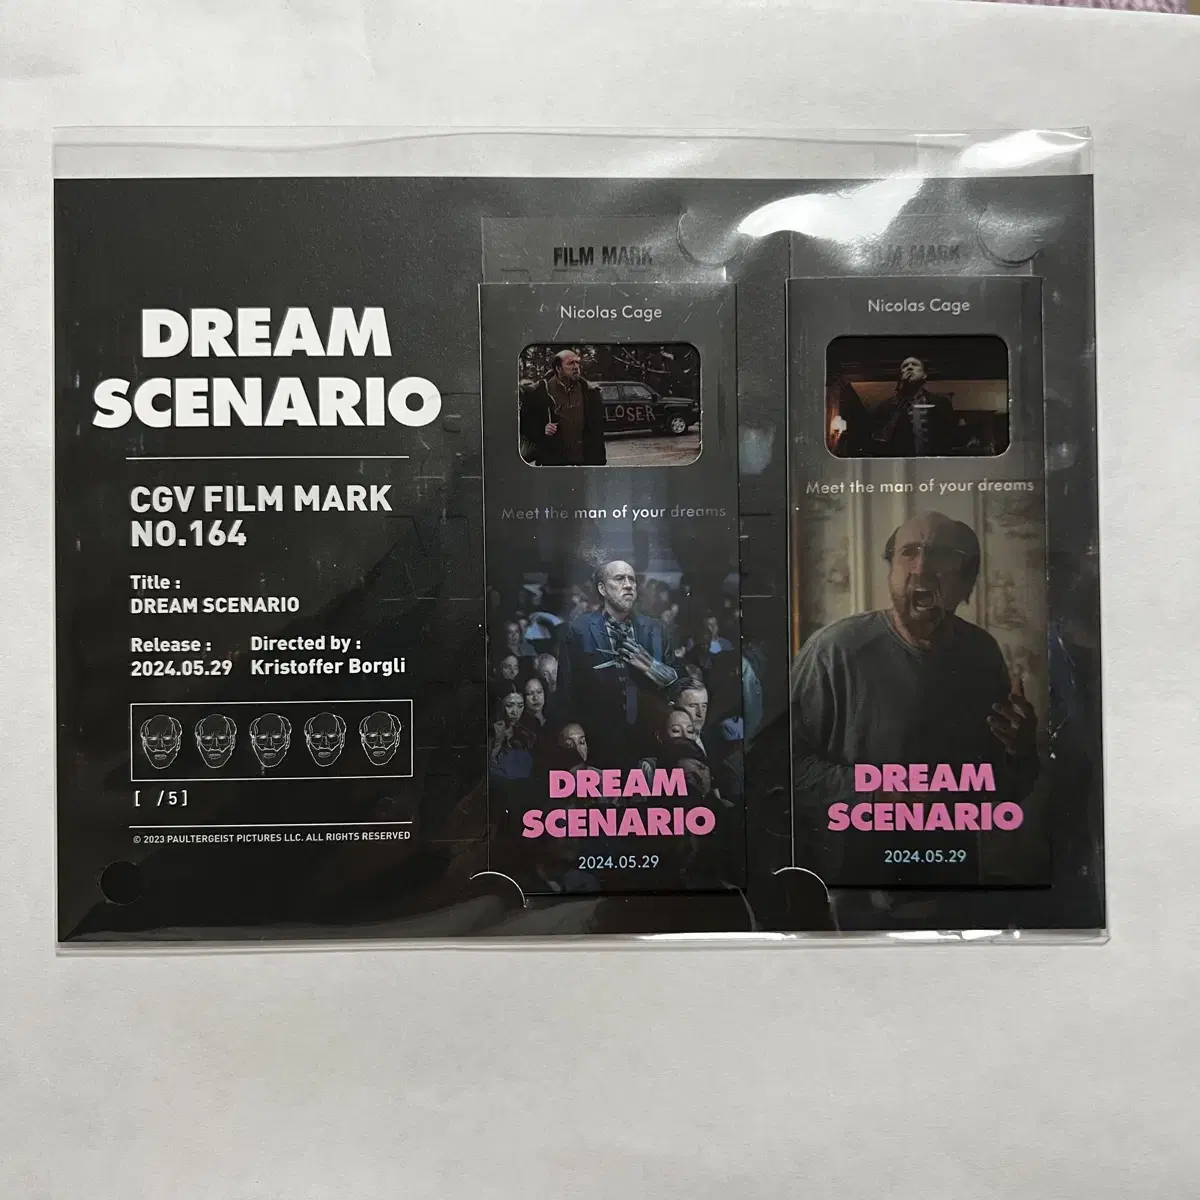 DREAM
SCENARIO
CGV FILM MARK
NO.164
Title :
DREAM SCENARIO
Release :
2024.05.29
Directed by :
Kristoffer Borgli
[ /5]
© 2023 PAULTERGEIST PICTURES LLC. ALL RIGHTS RESERVED
FILM MARK
Nicolas Cage
LOSER
Meet the man of your dreams
DREAM
SCENARIO
2024.05.29
FILM MARK
Nicolas Cage
Meet the man of your dreams
DREAM
SCENARIO
2024.05.29